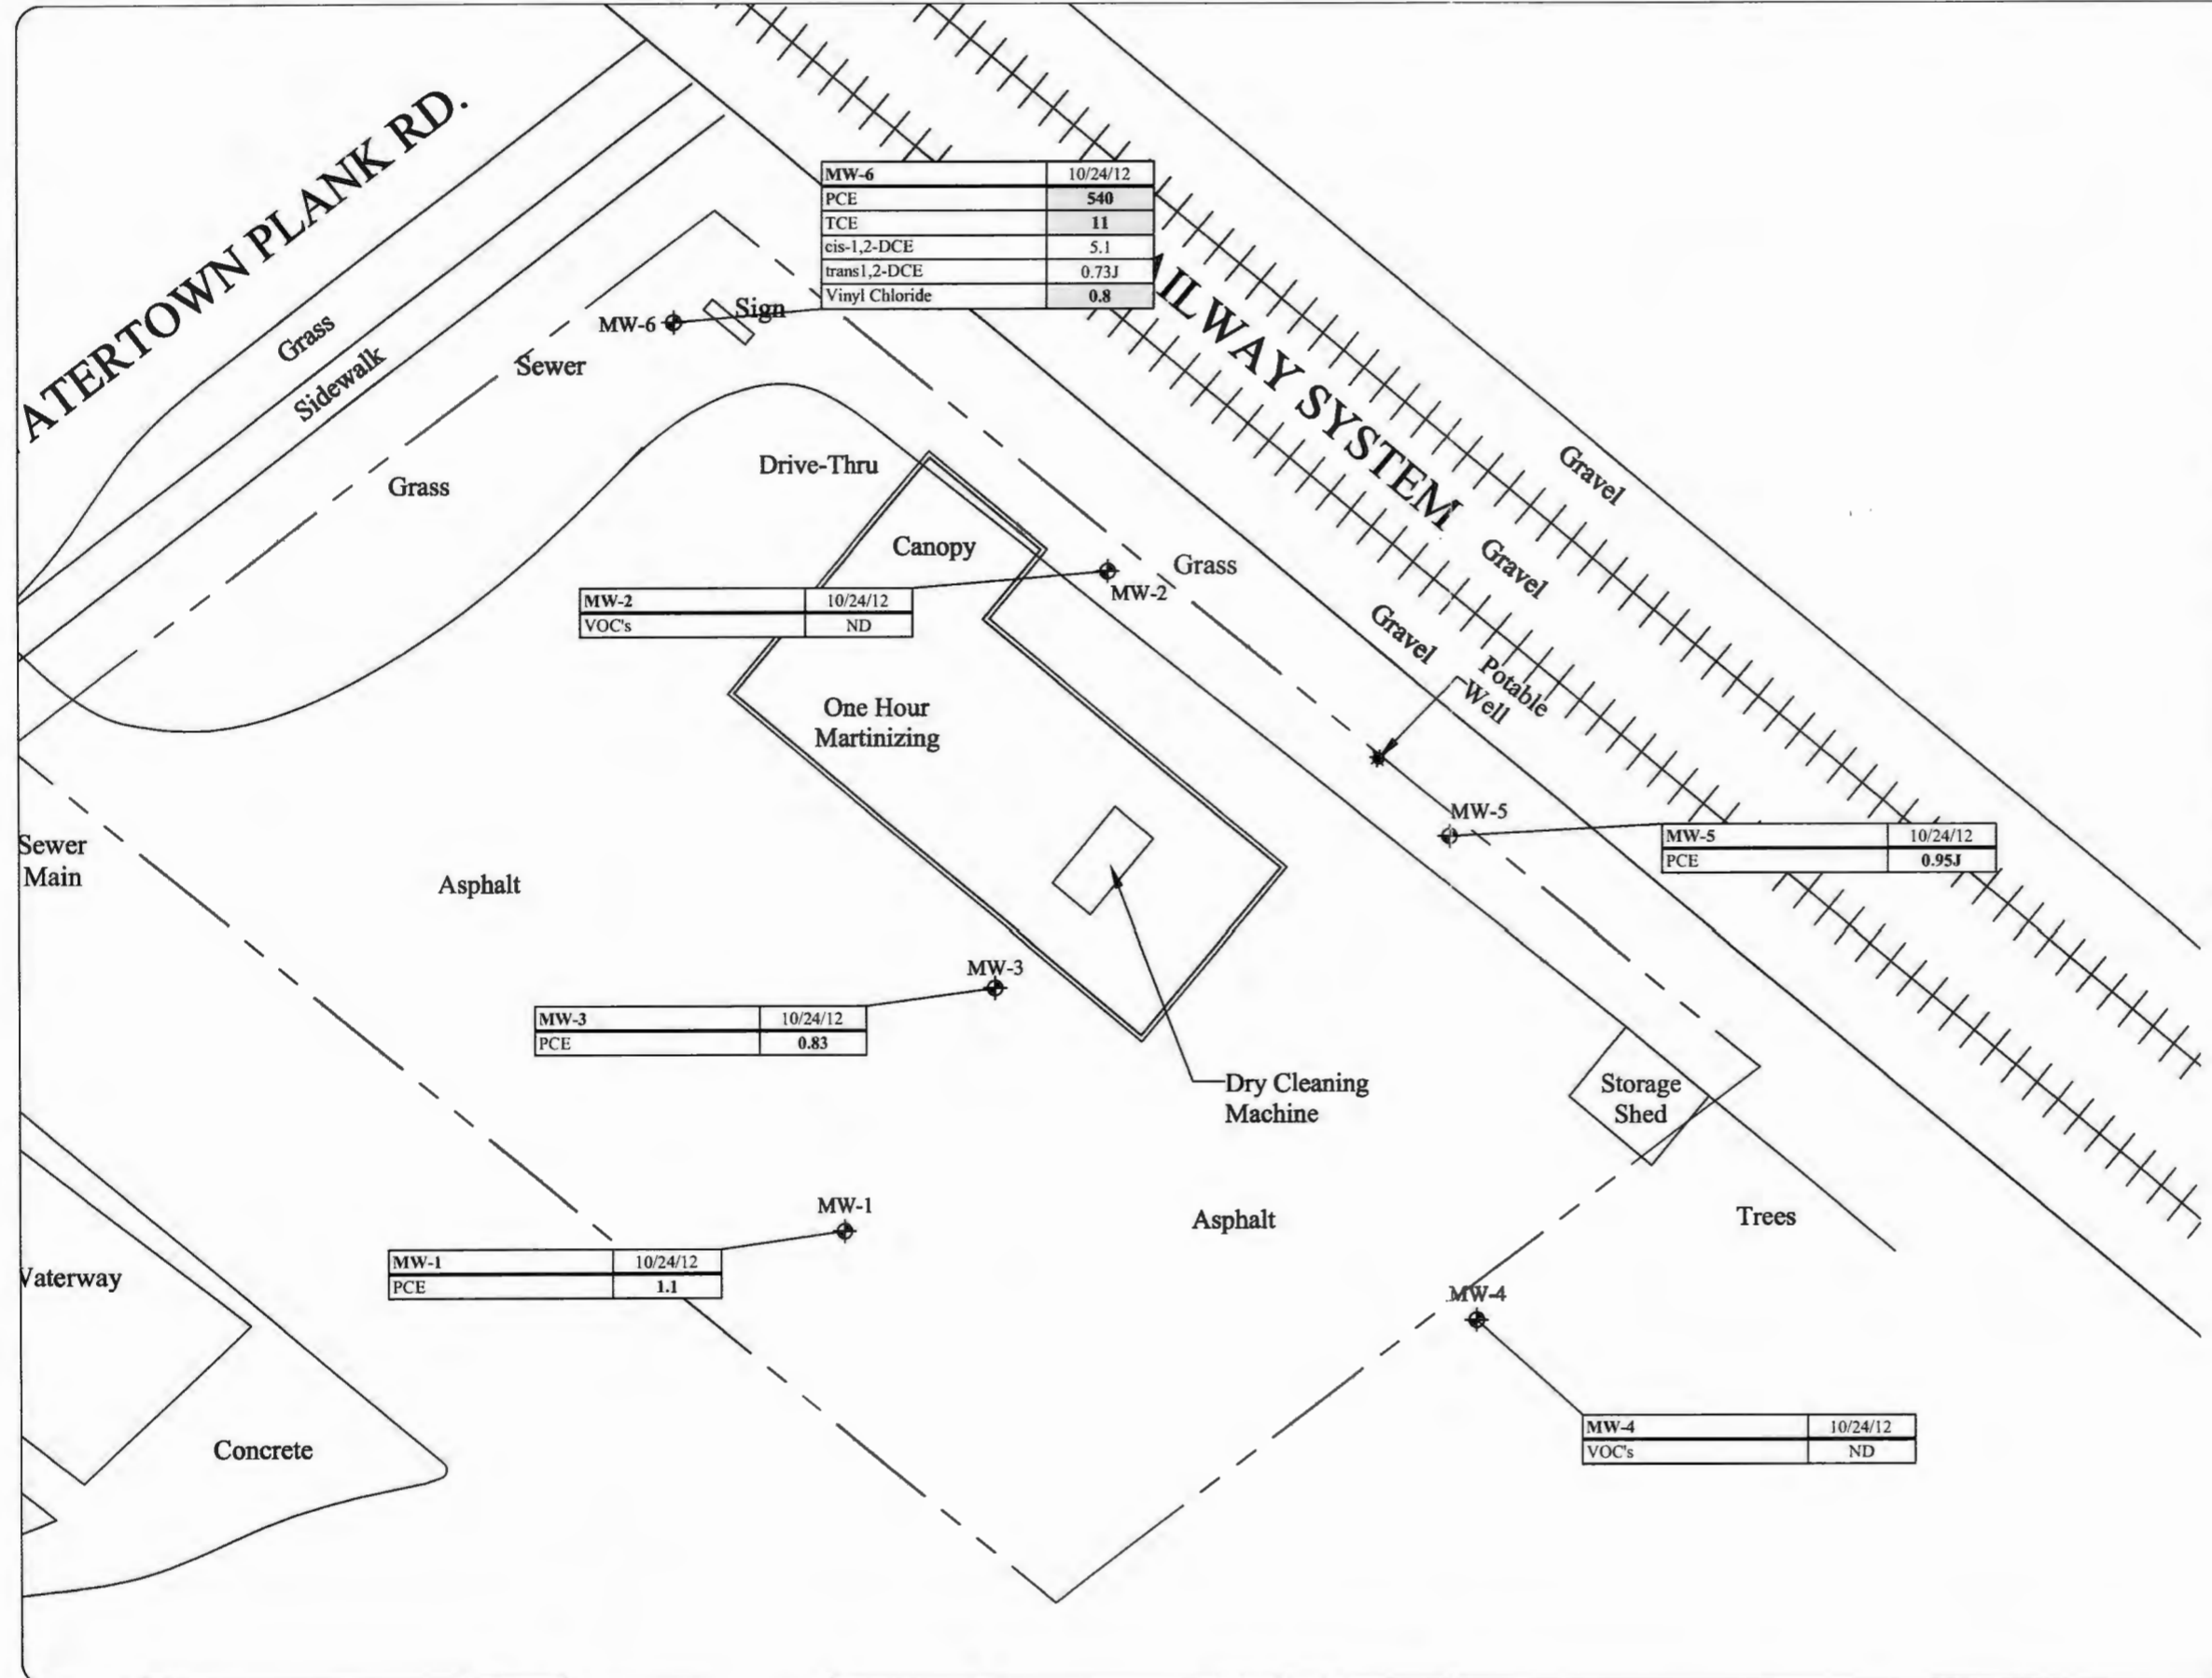 ATERTOWN PLANK RD.
Grass
Sidewalk
Sewer
Grass
MW-6
Sign
MW-6 10/24/12
PCE 540
TCE 11
cis-1,2-DCE 5.1
trans1,2-DCE 0.73J
Vinyl Chloride 0.8
AILWAY SYSTEM
Gravel
Gravel
Gravel
Drive-Thru
Canopy
Grass
MW-2
MW-2 10/24/12
VOC's ND
Potable
Well
One Hour
Martinizing
MW-5
MW-5 10/24/12
PCE 0.95J
Sewer
Main
Asphalt
MW-3
MW-3 10/24/12
PCE 0.83
Dry Cleaning
Machine
Storage
Shed
MW-1
MW-1 10/24/12
PCE 1.1
Asphalt
Trees
Vaterway
MW-4
MW-4 10/24/12
VOC's ND
Concrete